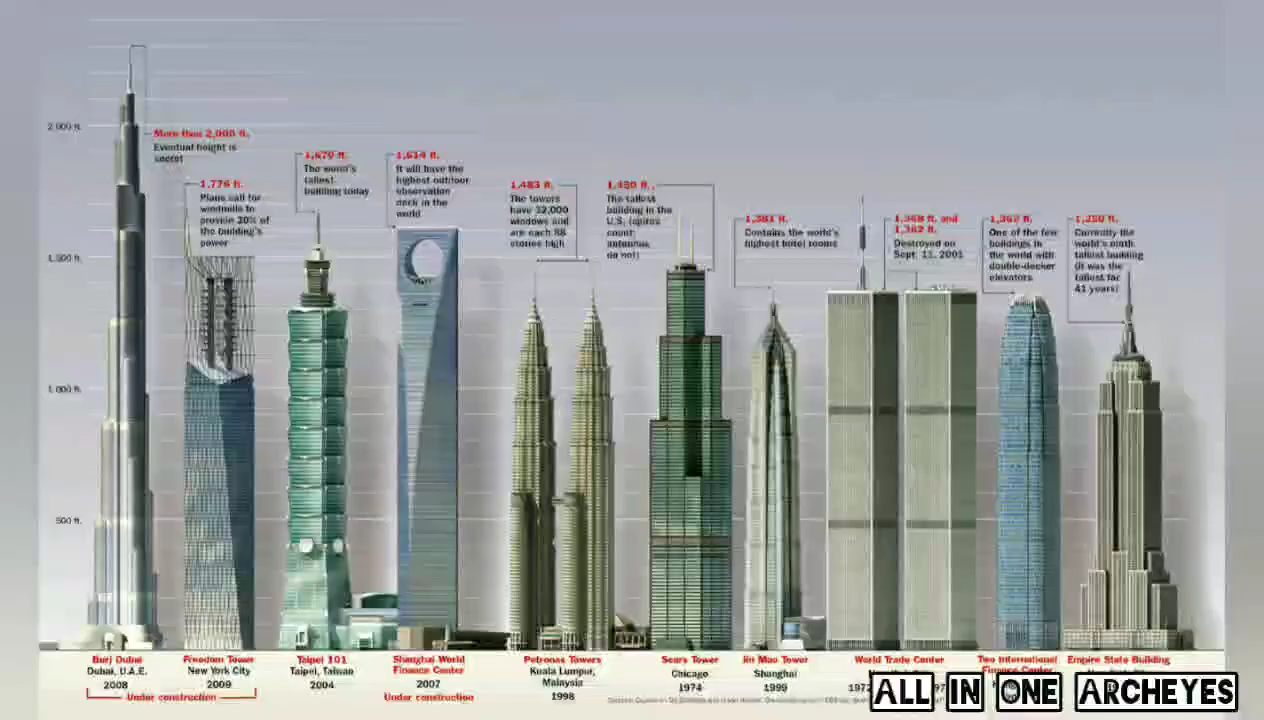 2,000 ft.
1,500 ft.
1,000 ft.
500 ft.
More than 2,000 ft.
Eventual height is
secret
1,776 ft.
Plans call for
windmills to
provide 20% of
the building's
power
1,670 ft.
The world's
tallest
building today
1,614 ft.
It will have the
highest outdoor
observation
deck in the
world
1,483 ft.
The towers
have 32,000
windows and
are each 88
stories high
1,450 ft.
The tallest
building in the
U.S. (spires
count;
antennas
do not)
1,381 ft.
Contains the world's
highest hotel rooms
1,368 ft. and
1,362 ft.
Destroyed on
Sept. 11, 2001
1,362 ft.
One of the few
buildings in
the world with
double-decker
elevators
1,250 ft.
Currently the
world's ninth
tallest building
(it was the
tallest for
41 years)
Burj Dubai
Dubai, U.A.E.
2008
Freedom Tower
New York City
2009
Under construction
Taipei 101
Taipei, Taiwan
2004
Shanghai World
Finance Center
2007
Under construction
Petronas Towers
Kuala Lumpur,
Malaysia
1998
Sears Tower
Chicago
1974
Jin Mao Tower
Shanghai
1999
World Trade Center
Two International
Finance Center
Empire State Building
ALL IN ONE ARCHEYES